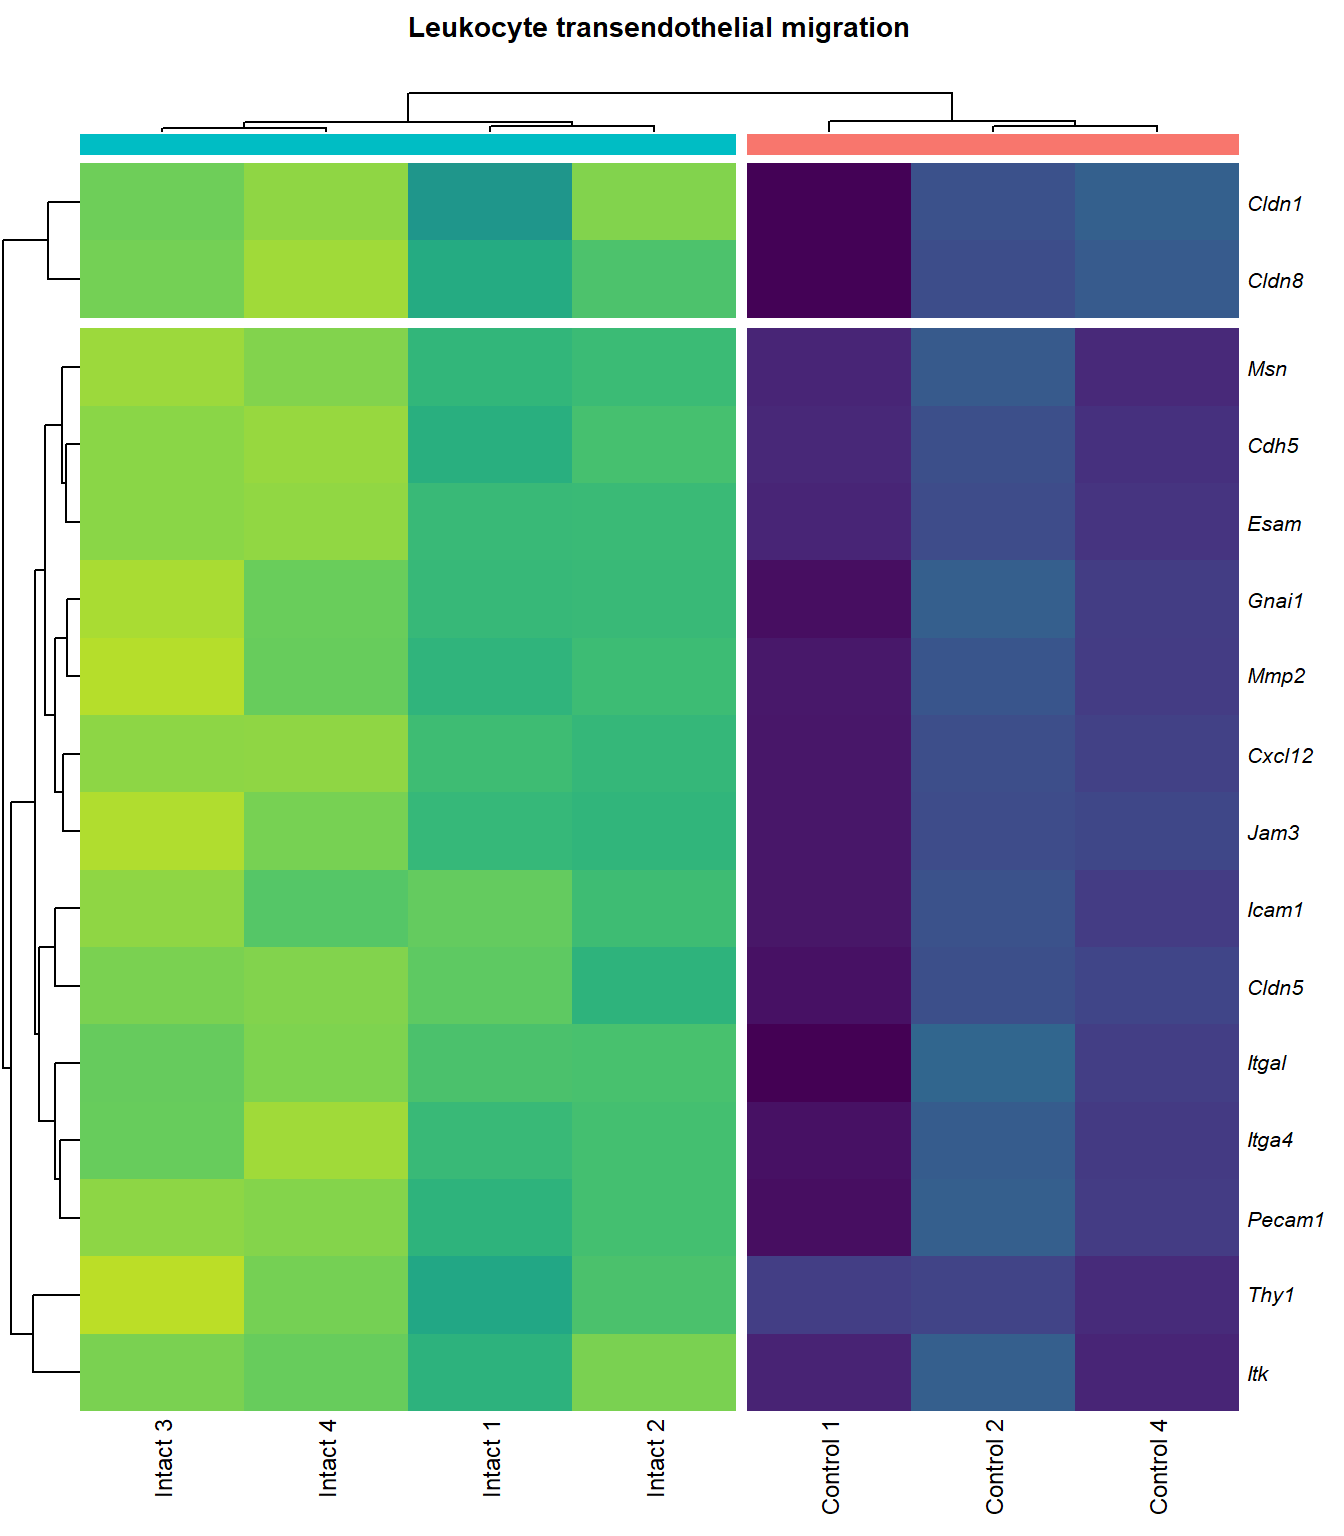 Leukocyte transendothelial migration
Cldn1
Cldn8
Msn
Cdh5
Esam
Gnai1
Mmp2
Cxcl12
Jam3
Icam1
Cldn5
Itgal
Itga4
Pecam1
Thy1
Itk
Intact 3
Intact 4
Intact 1
Intact 2
Control 1
Control 2
Control 4